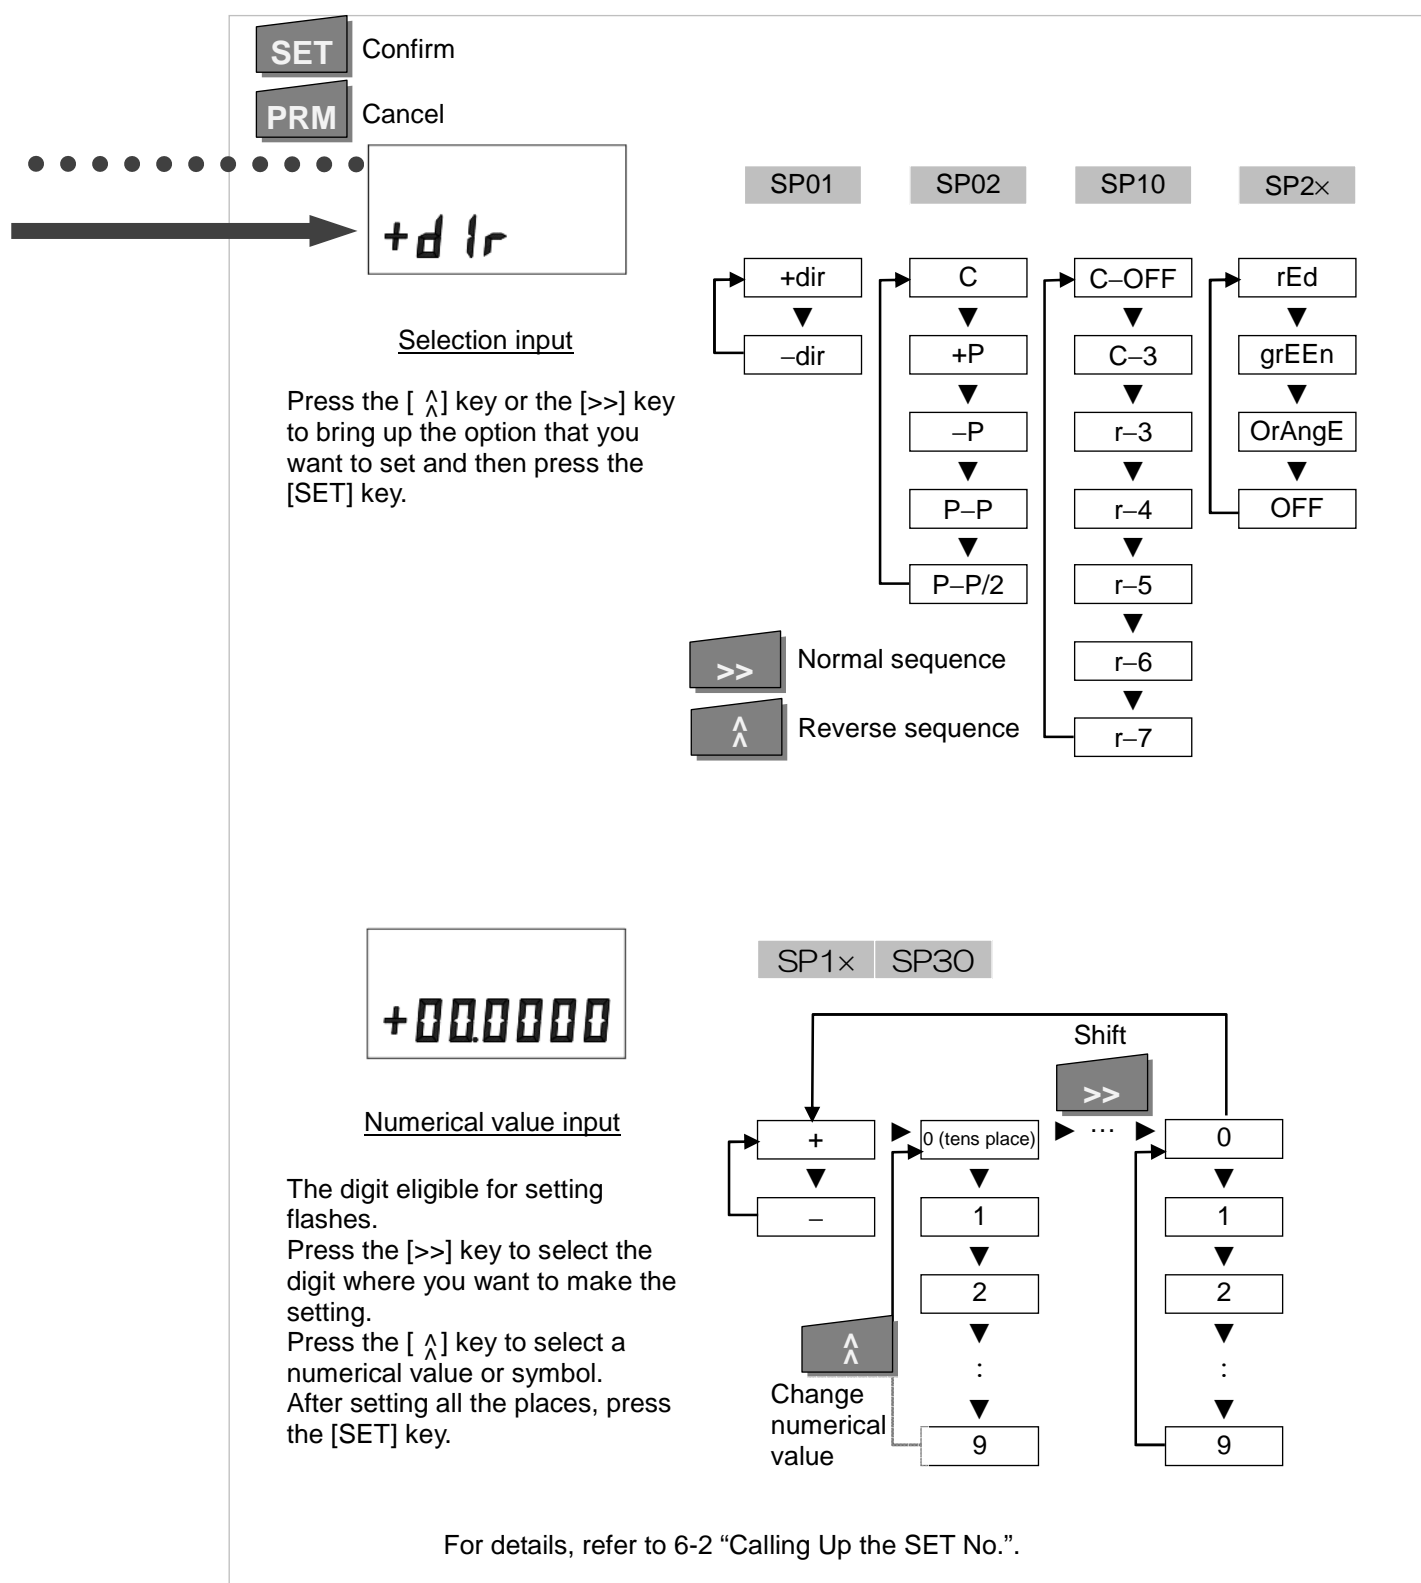 SET Confirm
PRM Cancel
+dIr
Selection input
Press the [ ^^ ] key or the [>>] key
to bring up the option that you
want to set and then press the
[SET] key.
SP01 SP02 SP10 SP2×
+dir C C−OFF rEd
−dir +P C−3 grEEn
−P r−3 OrAngE
P−P r−4 OFF
P−P/2 r−5
>> Normal sequence r−6
^^ Reverse sequence r−7
+00.0000
Numerical value input
The digit eligible for setting
flashes.
Press the [>>] key to select the
digit where you want to make the
setting.
Press the [ ^^ ] key to select a
numerical value or symbol.
After setting all the places, press
the [SET] key.
SP1× SP30
Shift
>>
+ 0 (tens place) ... 0
− 1 1
2 2
^^ : :
Change
numerical
value 9 9
For details, refer to 6-2 “Calling Up the SET No.”.